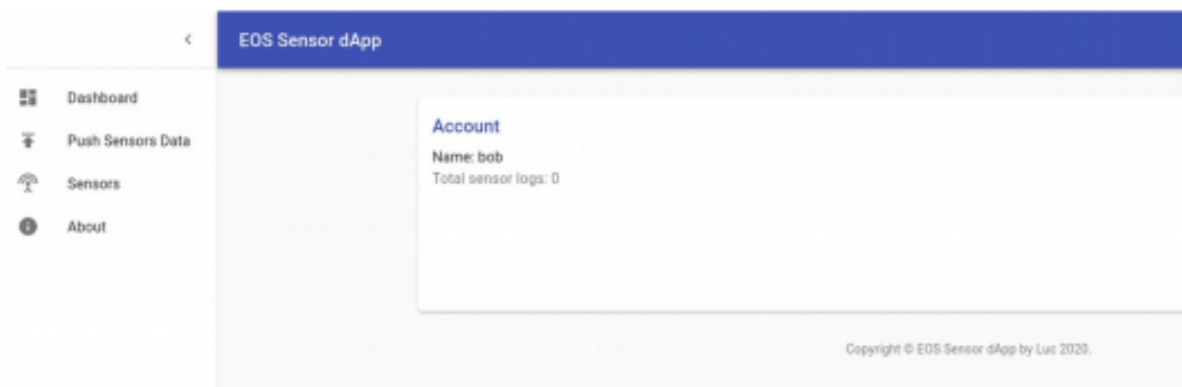 EOS Sensor dApp
Dashboard
Push Sensors Data
Sensors
About
Account
Name: bob
Total sensor logs: 0
Copyright © EOS Sensor dApp by Luc 2020.